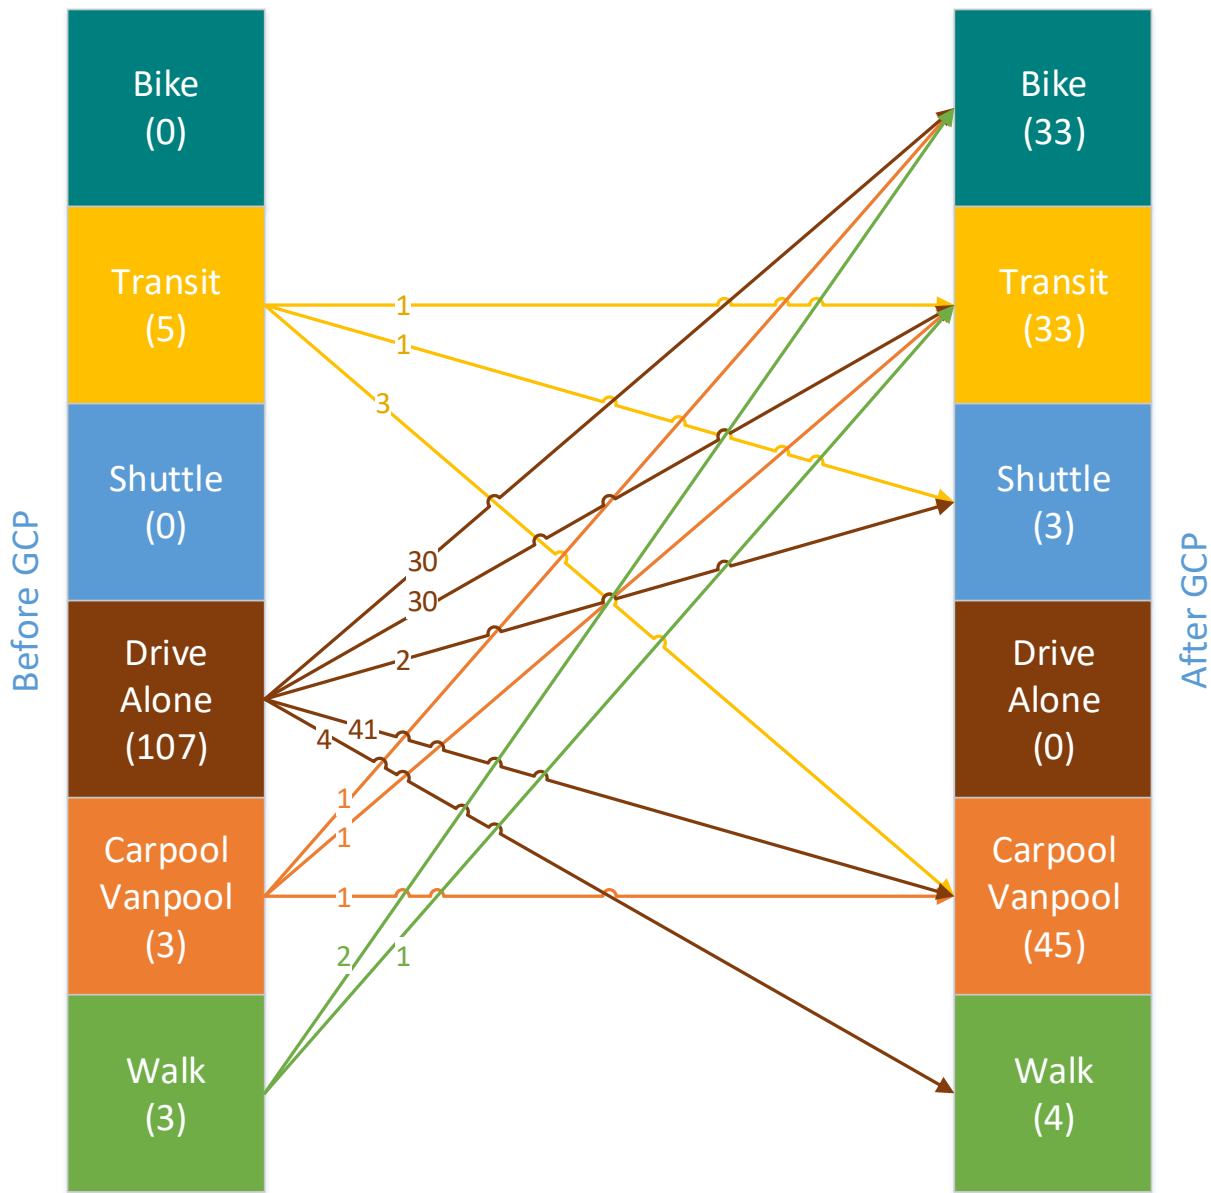 Before GCP
Bike
(0)
Transit
(5)
Shuttle
(0)
Drive
Alone
(107)
Carpool
Vanpool
(3)
Walk
(3)
1
1
3
30
30
2
41
4
1
1
1
2
1
Bike
(33)
Transit
(33)
Shuttle
(3)
Drive
Alone
(0)
Carpool
Vanpool
(45)
Walk
(4)
After GCP